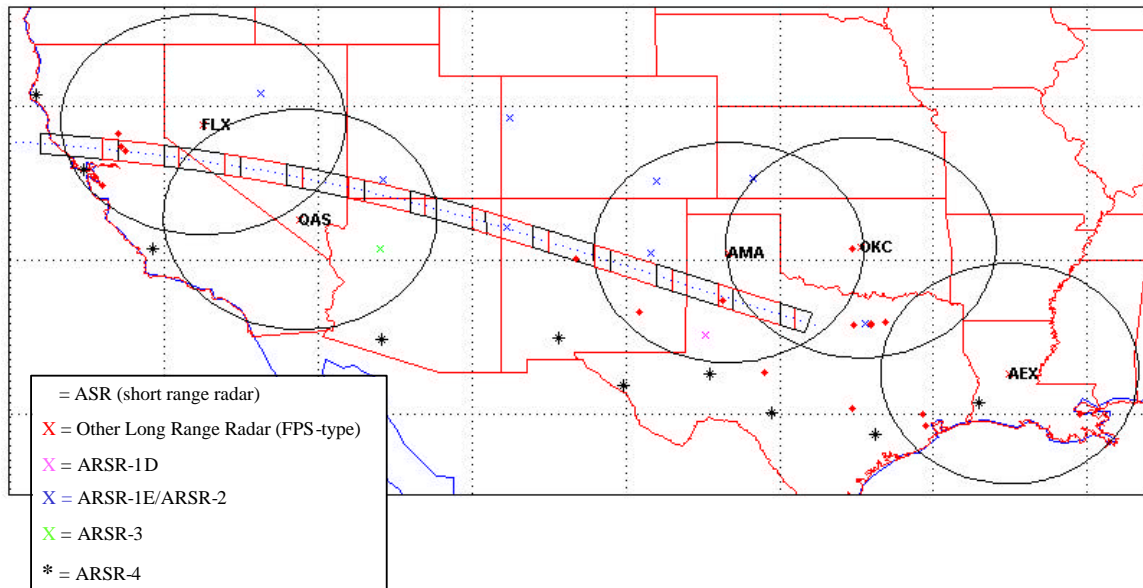 FLX
QAS
AMA
OKC
AEX
= ASR (short range radar)
X = Other Long Range Radar (FPS-type)
X = ARSR-1D
X = ARSR-1E/ARSR-2
X = ARSR-3
* = ARSR-4